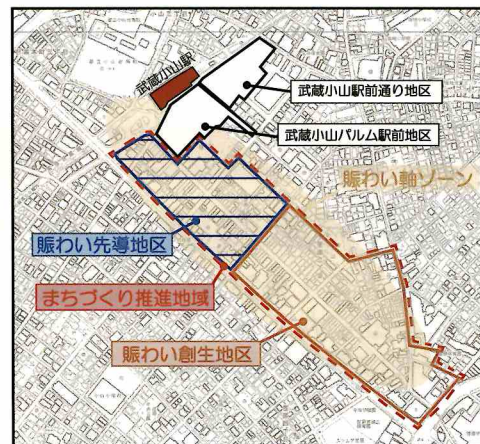 武蔵小山駅
武蔵小山駅前通り地区
武蔵小山パルム駅前地区
賑わい軸ゾーン
賑わい先導地区
まちづくり推進地域
賑わい創生地区